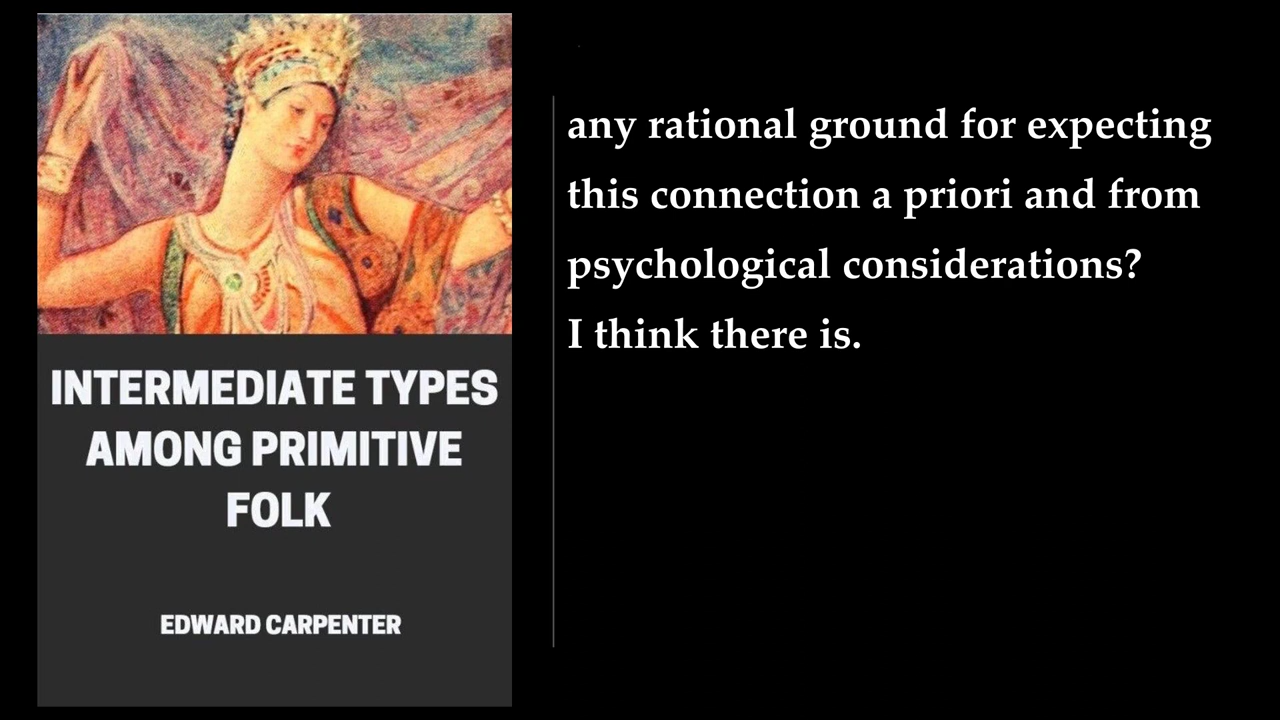 INTERMEDIATE TYPES
AMONG PRIMITIVE
FOLK
EDWARD CARPENTER
any rational ground for expecting
this connection a priori and from
psychological considerations?
I think there is.